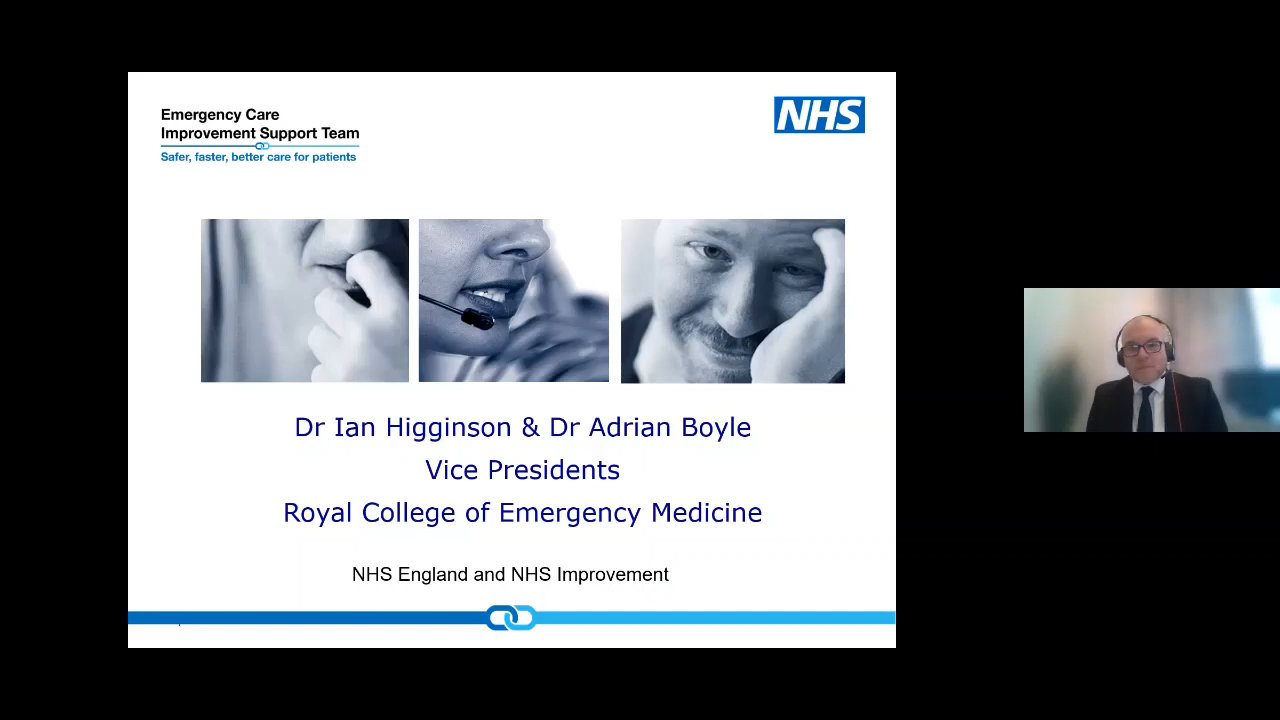 Emergency Care
Improvement Support Team
Safer, faster, better care for patients
NHS
Dr Ian Higginson & Dr Adrian Boyle
Vice Presidents
Royal College of Emergency Medicine
NHS England and NHS Improvement